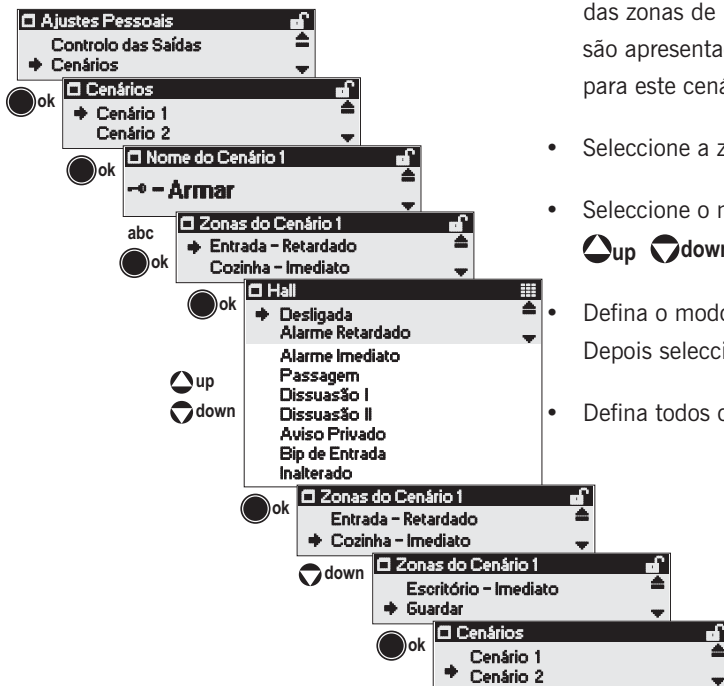 Ajustes Pessoais
Controlo das Saídas
Cenários
ok
Cenários
Cenário 1
Cenário 2
ok
Nome do Cenário 1
– Armar
abc
ok
Zonas do Cenário 1
Entrada – Retardado
Cozinha – Imediato
ok
Hall
Desligada
Alarme Retardado
Alarme Imediato
Passagem
Dissuasão I
Dissuasão II
Aviso Privado
Bip de Entrada
Inalterado
up
down
ok
Zonas do Cenário 1
Entrada – Retardado
Cozinha – Imediato
down
Zonas do Cenário 1
Escritório – Imediato
Guardar
ok
Cenários
Cenário 1
Cenário 2
das zonas de
são apresenta
para este cená
• Seleccione a z
• Seleccione o
up down
• Defina o modo
Depois selecci
• Defina todos